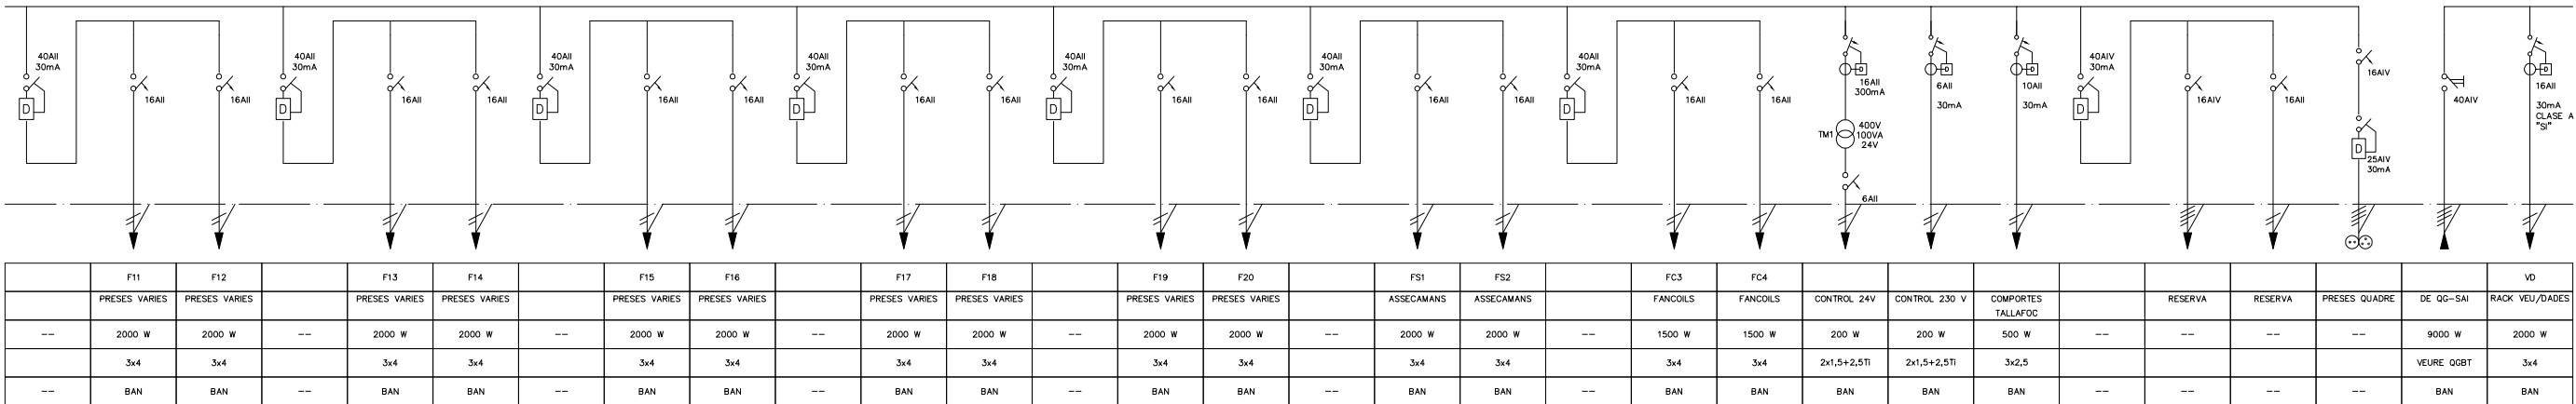 40AII
30mA
D
16AII
16AII
40AII
30mA
D
16AII
16AII
40AII
30mA
D
16AII
16AII
40AII
30mA
D
16AII
16AII
40AII
30mA
D
16AII
16AII
40AII
30mA
D
16AII
16AII
40AII
30mA
D
16AII
16AII
D
16AII
300mA
TM1
400V
100VA
24V
6AII
D
6AII
30mA
D
10AII
30mA
40AIV
30mA
D
16AIV
16AII
16AIV
D
25AIV
30mA
40AIV
D
16AII
30mA
CLASE A
"SI"
F11 F12 F13 F14 F15 F16 F17 F18 F19 F20 FS1 FS2 FC3 FC4 VD
PRESES VARIES PRESES VARIES PRESES VARIES PRESES VARIES PRESES VARIES PRESES VARIES PRESES VARIES PRESES VARIES PRESES VARIES PRESES VARIES ASSECAMANS ASSECAMANS FANCOILS FANCOILS CONTROL 24V CONTROL 230 V COMPORTES RESERVA RESERVA PRESES QUADRE DE QG-SAI RACK VEU/DADES
TALLAFOC
-- 2000 W 2000 W -- 2000 W 2000 W -- 2000 W 2000 W -- 2000 W 2000 W -- 2000 W 2000 W -- 2000 W 2000 W -- 1500 W 1500 W 200 W 200 W 500 W -- -- -- -- 9000 W 2000 W
3x4 3x4 3x4 3x4 3x4 3x4 3x4 3x4 3x4 3x4 3x4 3x4 3x4 3x4 2x1,5+2,5Ti 2x1,5+2,5Ti 3x2,5 VEURE QGBT 3x4
-- BAN BAN -- BAN BAN -- BAN BAN -- BAN BAN -- BAN BAN -- BAN BAN -- BAN BAN BAN BAN BAN -- -- -- -- BAN BAN